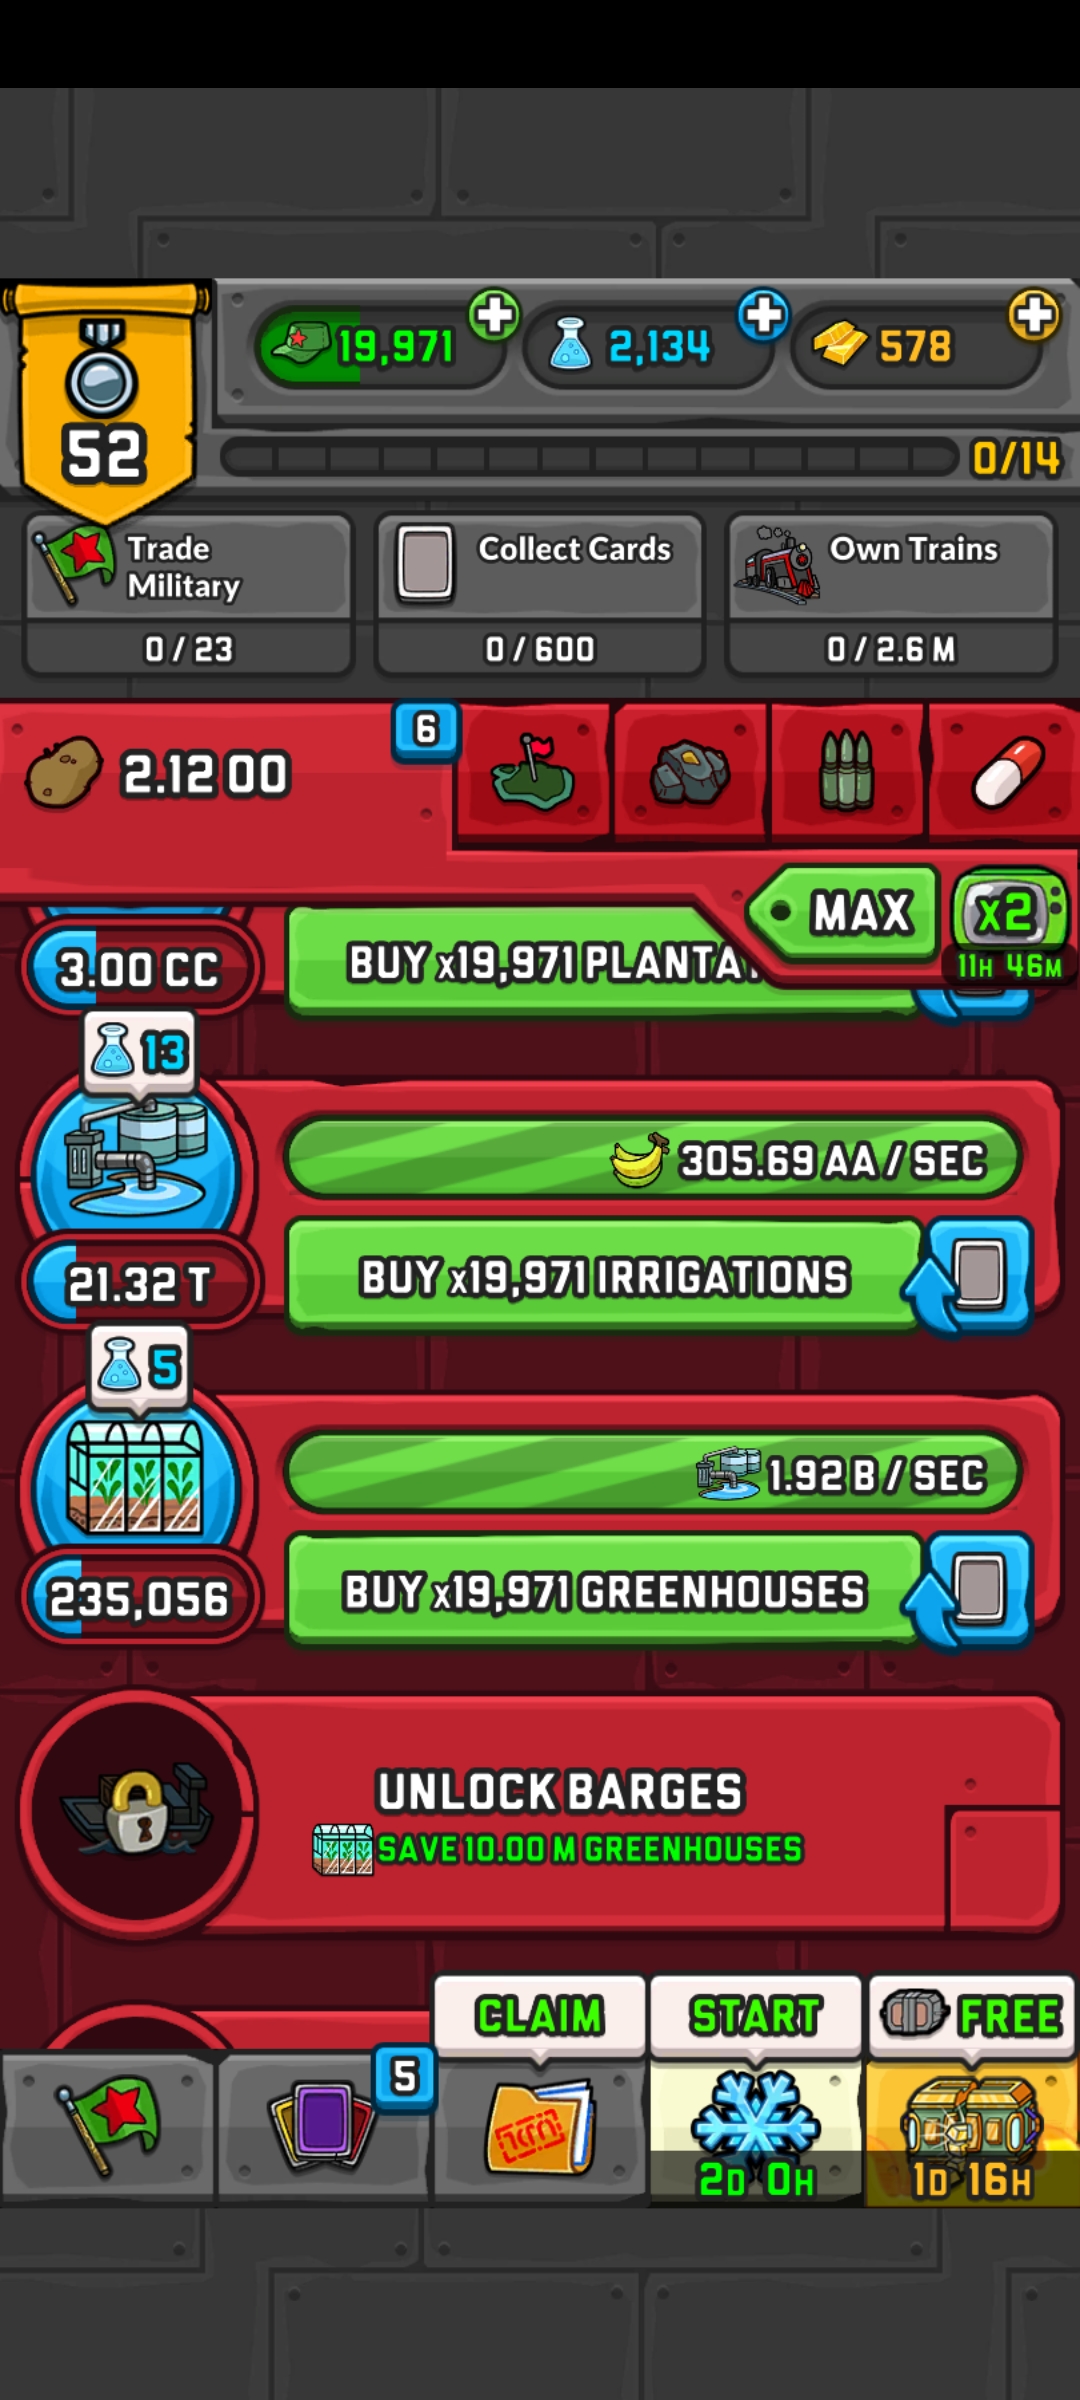 19,971
2,134
578
52
0/14
Trade
Military
Collect Cards
Own Trains
0 / 23
0 / 600
0 / 2.6 M
6
2.12 OO
MAX
x2
11H 46M
3.00 CC
BUY x19,971 PLANTA
13
305.69 AA / SEC
21.32 T
BUY x19,971 IRRIGATIONS
5
1.92 B / SEC
235,056
BUY x19,971 GREENHOUSES
UNLOCK BARGES
SAVE 10.00 M GREENHOUSES
CLAIM
START
FREE
5
2D 0H
1D 16H